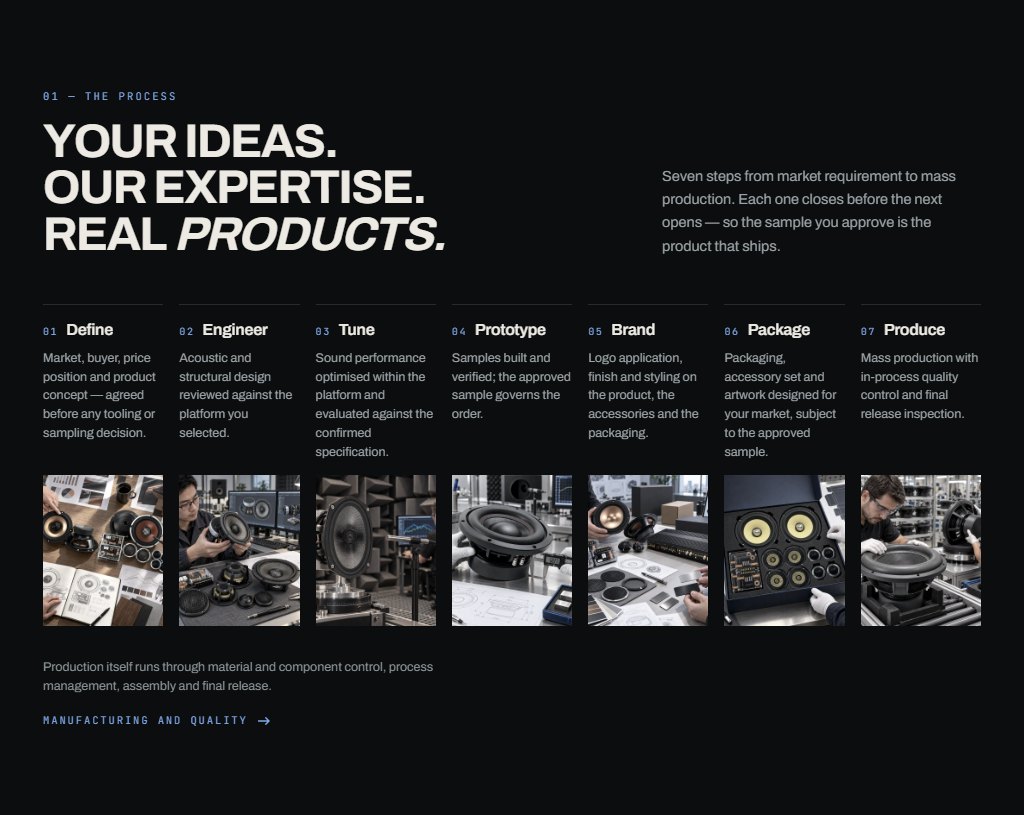 01 — THE PROCESS
YOUR IDEAS.
OUR EXPERTISE.
REAL PRODUCTS.
Seven steps from market requirement to mass
production. Each one closes before the next
opens — so the sample you approve is the
product that ships.
01 Define
Market, buyer, price
position and product
concept — agreed
before any tooling or
sampling decision.
02 Engineer
Acoustic and
structural design
reviewed against the
platform you
selected.
03 Tune
Sound performance
optimised within the
platform and
evaluated against the
confirmed
specification.
04 Prototype
Samples built and
verified; the approved
sample governs the
order.
05 Brand
Logo application,
finish and styling on
the product, the
accessories and the
packaging.
06 Package
Packaging,
accessory set and
artwork designed for
your market, subject
to the approved
sample.
07 Produce
Mass production with
in-process quality
control and final
release inspection.
Production itself runs through material and component control, process
management, assembly and final release.
MANUFACTURING AND QUALITY →